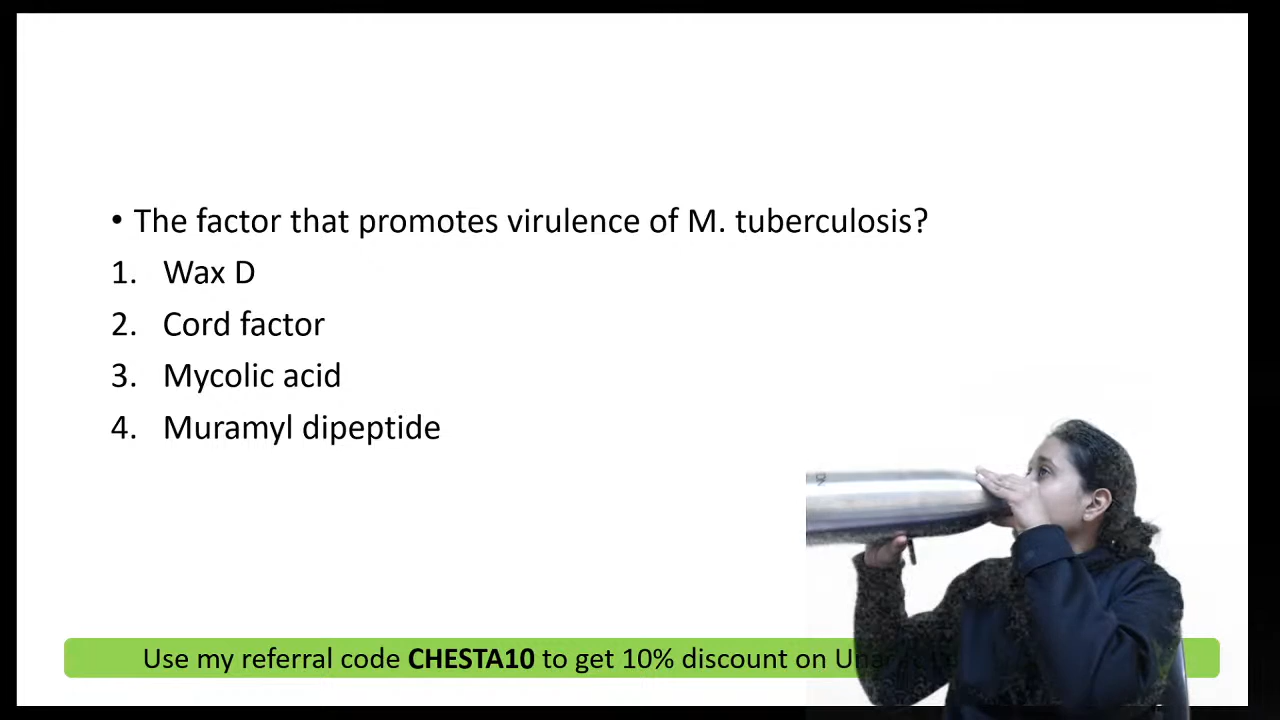 • The factor that promotes virulence of M. tuberculosis?
1. Wax D
2. Cord factor
3. Mycolic acid
4. Muramyl dipeptide
Use my referral code CHESTA10 to get 10% discount on